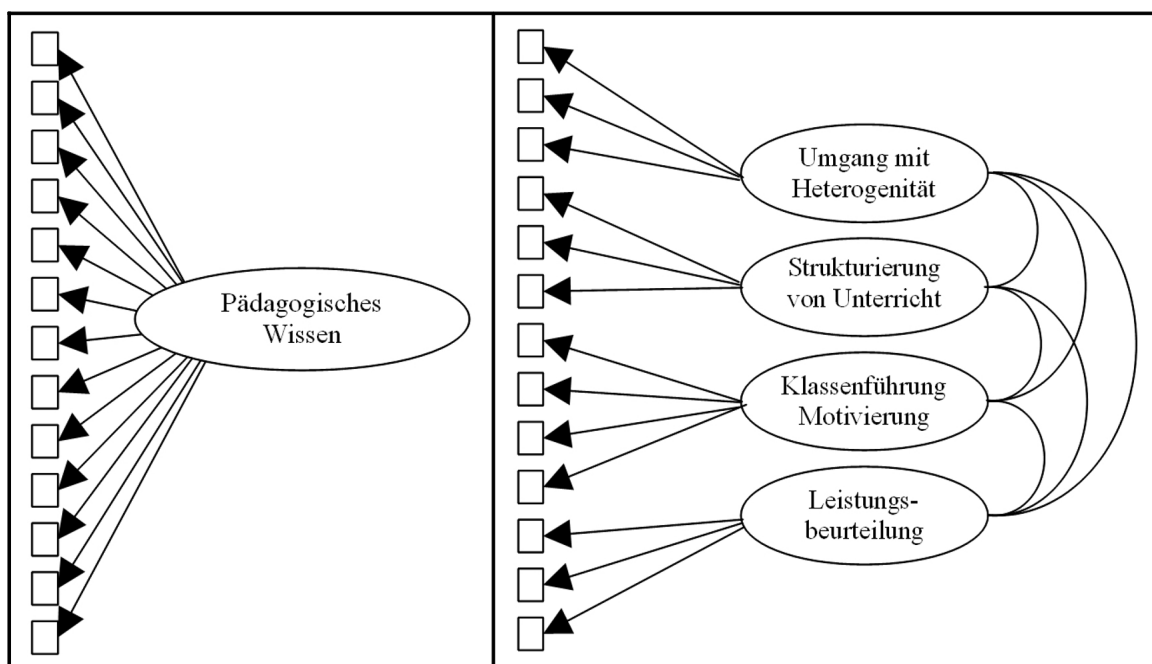 Pädagogisches
Wissen
Umgang mit
Heterogenität
Strukturierung
von Unterricht
Klassenführung
Motivierung
Leistungs-
beurteilung